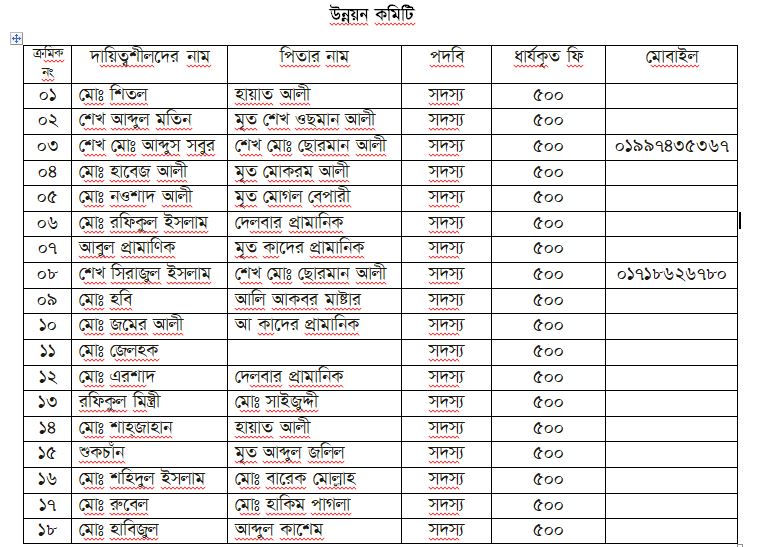 উন্নয়ন কমিটি
ক্রমিক নং দায়িত্বশীলদের নাম পিতার নাম পদবি ধার্যকৃত ফি মোবাইল
০১ মোঃ শিতল হায়াত আলী সদস্য ৫০০
০২ শেখ আব্দুল মতিন মৃত শেখ ওছমান আলী সদস্য ৫০০
০৩ শেখ মোঃ আব্দুস সবুর শেখ মোঃ ছোরমান আলী সদস্য ৫০০ ০১৯৯৭৪৩৫৩৬৭
০৪ মোঃ হাবেজ আলী মৃত মোকরম আলী সদস্য ৫০০
০৫ মোঃ নওশাদ আলী মৃত মোগল বেপারী সদস্য ৫০০
০৬ মোঃ রফিকুল ইসলাম দেলবার প্রামানিক সদস্য ৫০০
০৭ আবুল প্রামাণিক মৃত কাদের প্রামানিক সদস্য ৫০০
০৮ শেখ সিরাজুল ইসলাম শেখ মোঃ ছোরমান আলী সদস্য ৫০০ ০১৭১৮৬২৬৭৮০
০৯ মোঃ হবি আলি আকবর মাষ্টার সদস্য ৫০০
১০ মোঃ জমের আলী আ কাদের প্রামানিক সদস্য ৫০০
১১ মোঃ জেলহক সদস্য ৫০০
১২ মোঃ এরশাদ দেলবার প্রামানিক সদস্য ৫০০
১৩ রফিকুল মিস্ত্রী মোঃ সাইজুদ্দী সদস্য ৫০০
১৪ মোঃ শাহজাহান হায়াত আলী সদস্য ৫০০
১৫ শুকচাঁন মৃত আব্দুল জলিল সদস্য ৫০০
১৬ মোঃ শহিদুল ইসলাম মোঃ বারেক মোল্লাহ সদস্য ৫০০
১৭ মোঃ রুবেল মোঃ হাকিম পাগলা সদস্য ৫০০
১৮ মোঃ হাবিজুল আব্দুল কাশেম সদস্য ৫০০